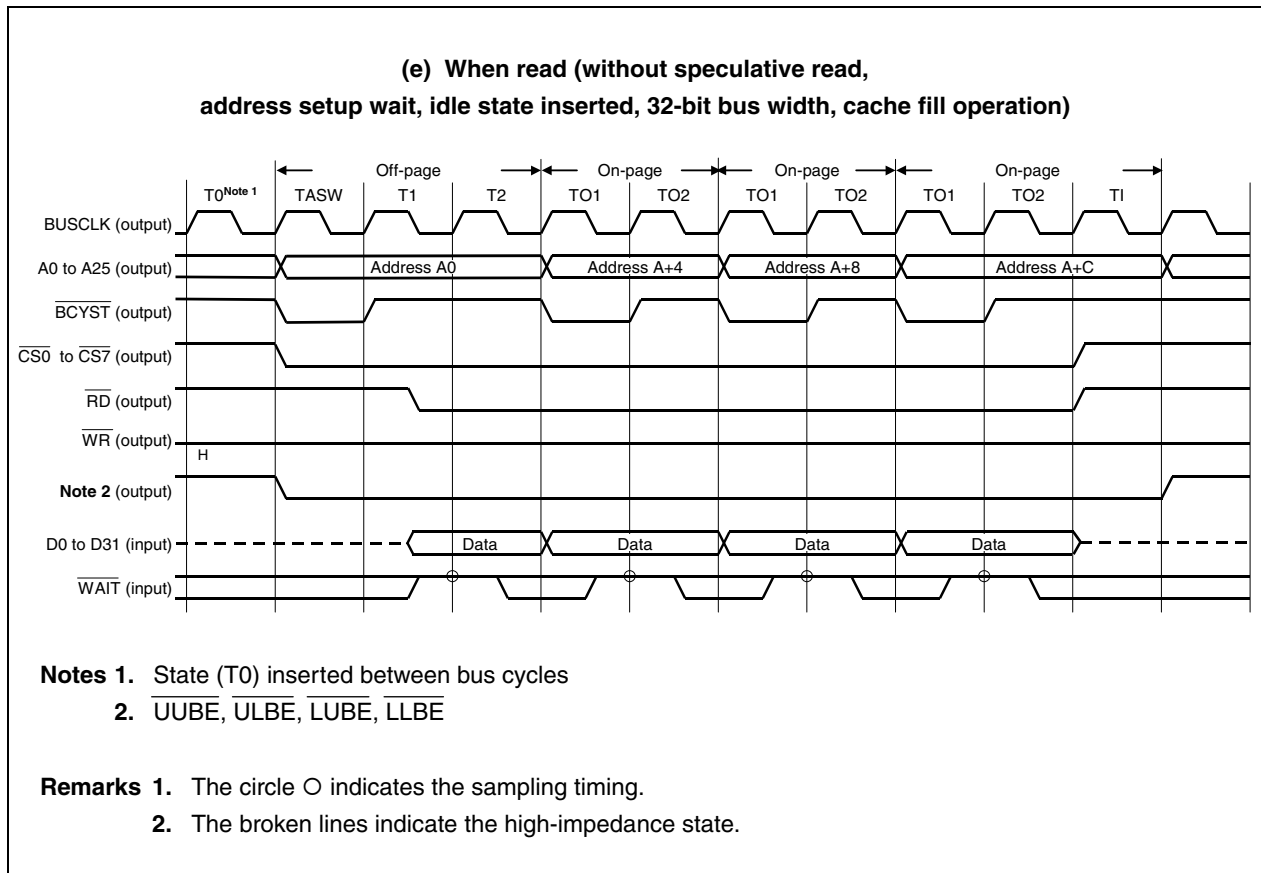 (e) When read (without speculative read,
address setup wait, idle state inserted, 32-bit bus width, cache fill operation)
Off-page On-page On-page On-page
T0Note 1 TASW T1 T2 TO1 TO2 TO1 TO2 TO1 TO2 TI
BUSCLK (output)
A0 to A25 (output) Address A0 Address A+4 Address A+8 Address A+C
BCYST (output)
CS0 to CS7 (output)
RD (output)
WR (output)
H
Note 2 (output)
D0 to D31 (input) Data Data Data Data
WAIT (input)
Notes 1. State (T0) inserted between bus cycles
2. UUBE, ULBE, LUBE, LLBE
Remarks 1. The circle O indicates the sampling timing.
2. The broken lines indicate the high-impedance state.